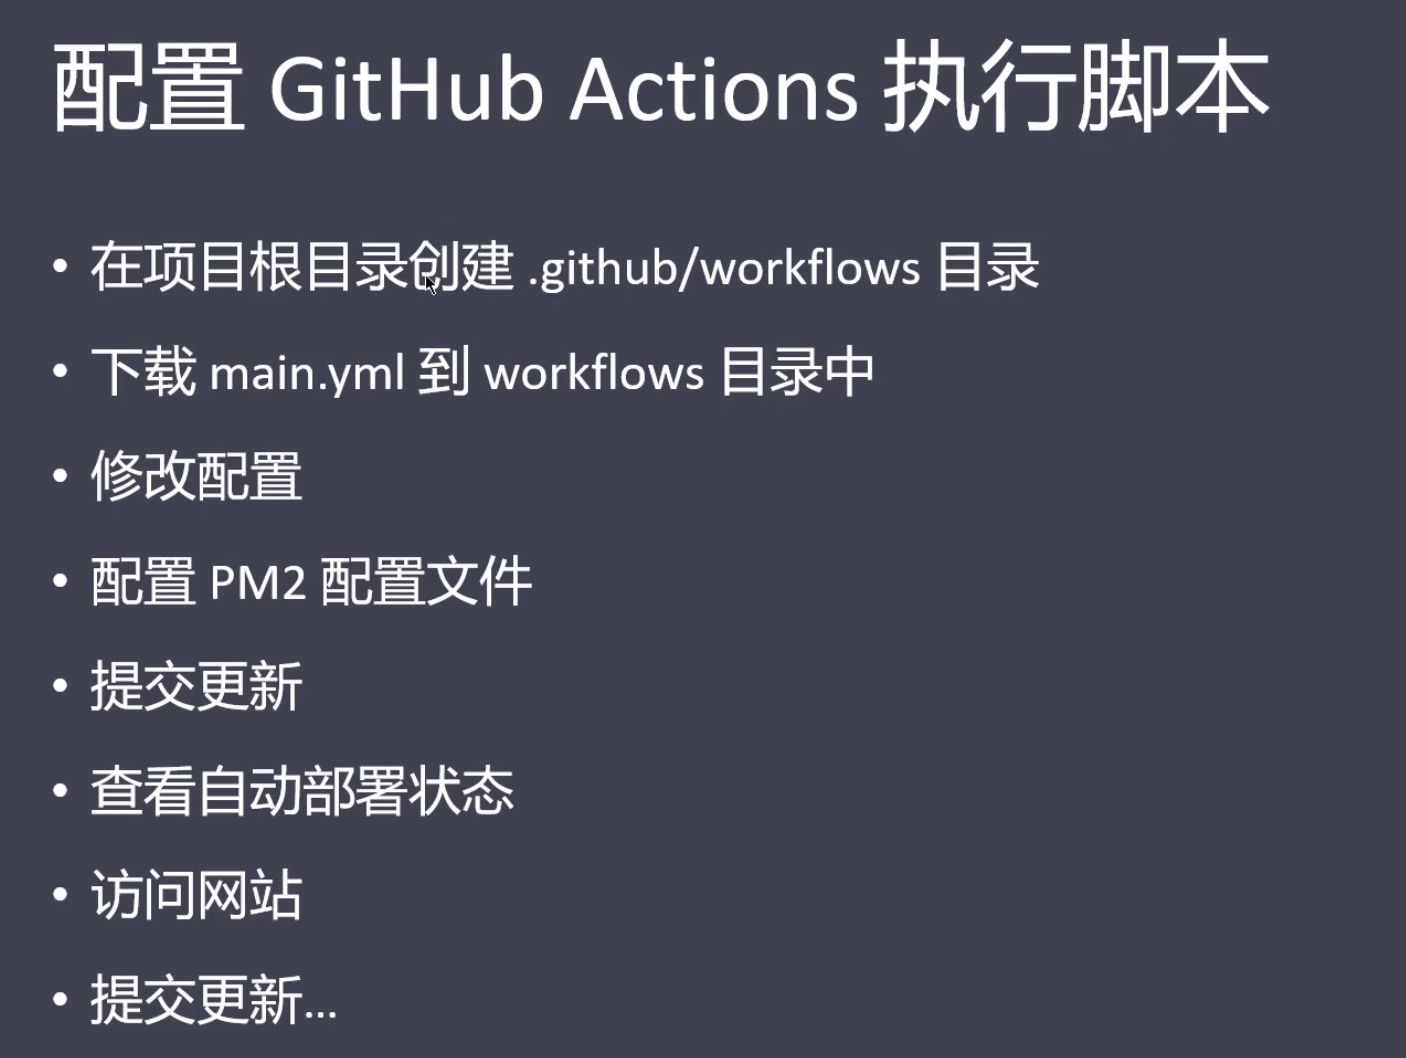 配置 GitHub Actions 执行脚本
• 在项目根目录创建 .github/workflows 目录
• 下载 main.yml 到 workflows 目录中
• 修改配置
• 配置 PM2 配置文件
• 提交更新
• 查看自动部署状态
• 访问网站
• 提交更新...